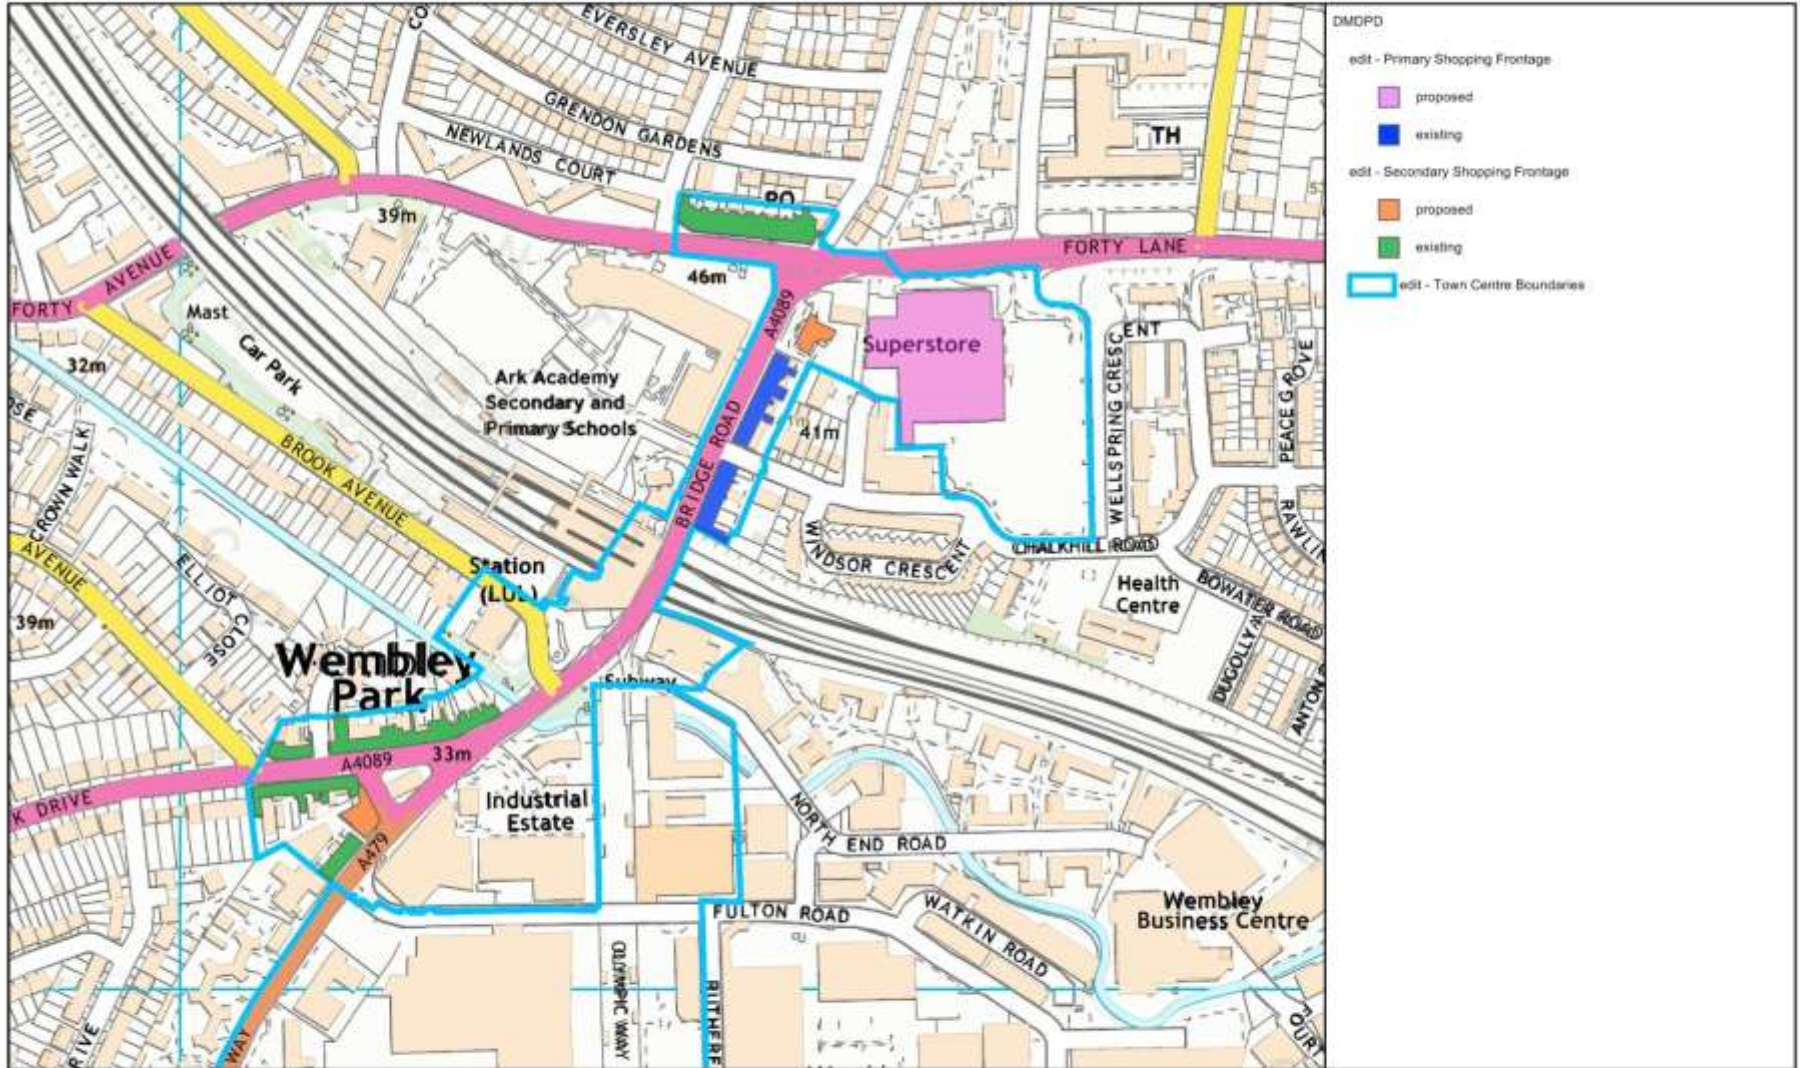 DMDPD
edit - Primary Shopping Frontage
proposed
existing
edit - Secondary Shopping Frontage
proposed
existing
edit - Town Centre Boundaries
EVERSLEY AVENUE
GRENDON GARDENS
NEWLANDS COURT
TH
PO
39m
FORTY AVENUE
FORTY LANE
46m
Mast
Car Park
32m
A4089
Superstore
Ark Academy
Secondary and
Primary Schools
41m
BRIDGE ROAD
WELLSPRING CRESCENT
PEACE GROVE
CROWN WALK
BROOK AVENUE
AVENUE
ELLIOT CLOSE
39m
Station
(LUL)
WINDSOR CRESCENT
CHALKHILL ROAD
Health
Centre
BOWATER ROAD
Wembley
Park
Subway
A4089
33m
K DRIVE
Industrial
Estate
A479
NORTH END ROAD
FULTON ROAD
WATKIN ROAD
Wembley
Business Centre
OLYMPIC WAY
WAY
RIVE